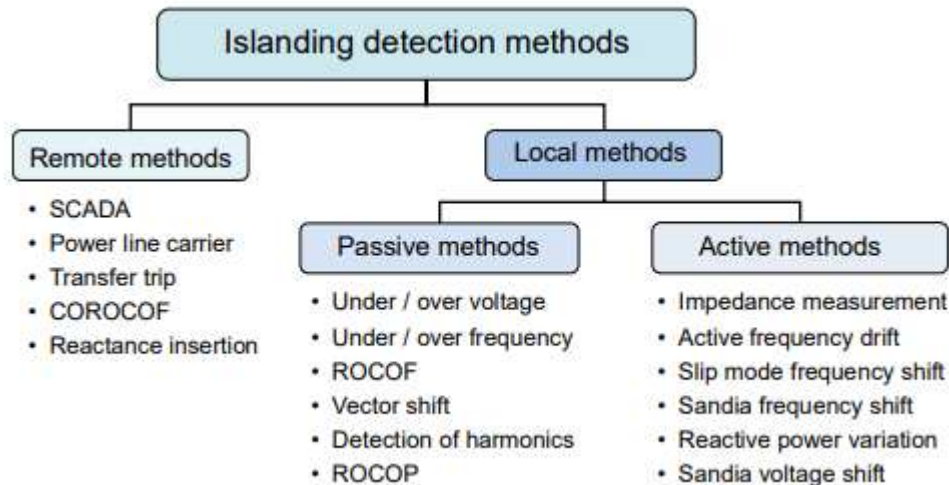 Islanding detection methods
Remote methods
• SCADA
• Power line carrier
• Transfer trip
• COROCOF
• Reactance insertion
Local methods
Passive methods
• Under / over voltage
• Under / over frequency
• ROCOF
• Vector shift
• Detection of harmonics
• ROCOP
Active methods
• Impedance measurement
• Active frequency drift
• Slip mode frequency shift
• Sandia frequency shift
• Reactive power variation
• Sandia voltage shift